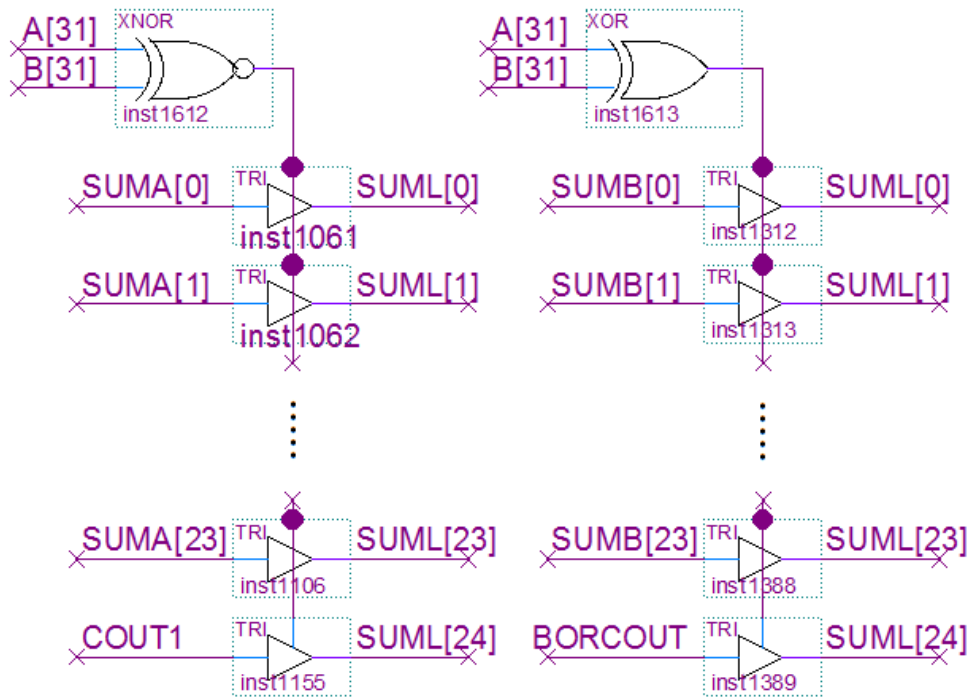 A[31]
XNOR
B[31]
inst1612
A[31]
XOR
B[31]
inst1613
SUMA[0]
TRI
SUML[0]
inst1061
SUMB[0]
TRI
SUML[0]
inst1312
SUMA[1]
TRI
SUML[1]
inst1062
SUMB[1]
TRI
SUML[1]
inst1313
SUMA[23]
TRI
SUML[23]
inst1106
SUMB[23]
TRI
SUML[23]
inst1388
COUT1
TRI
SUML[24]
inst1155
BORCOUT
TRI
SUML[24]
inst1389